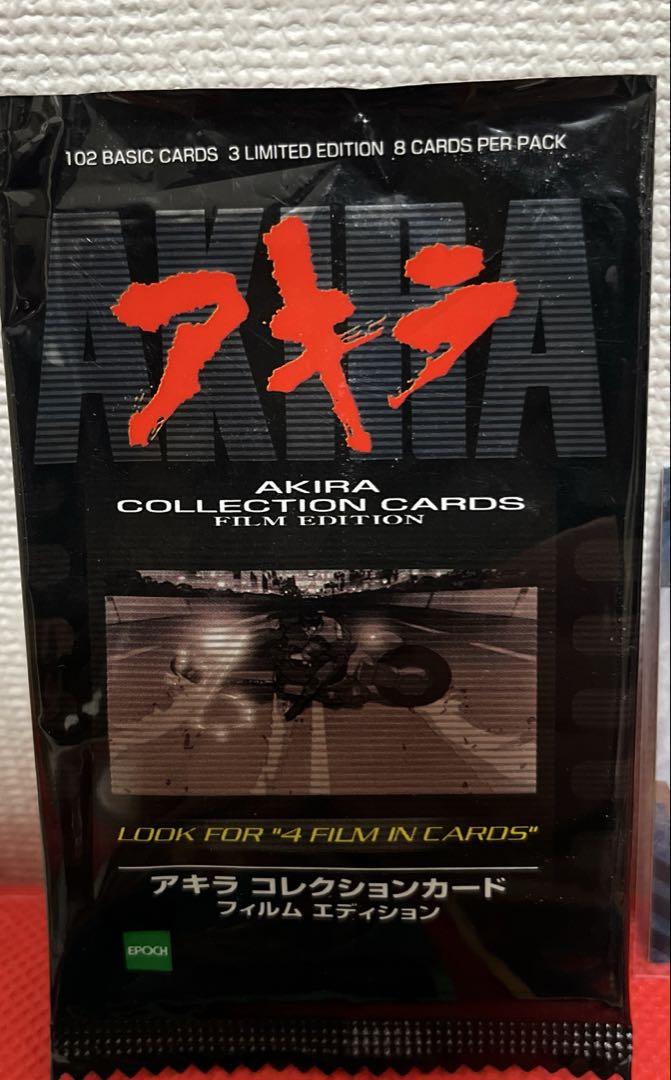 102 BASIC CARDS 3 LIMITED EDITION 8 CARDS PER PACK
AKIRA
アキラ
AKIRA
COLLECTION CARDS
FILM EDITION
LOOK FOR "4 FILM IN CARDS"
アキラ コレクションカード
フィルム エディション
EPOCH